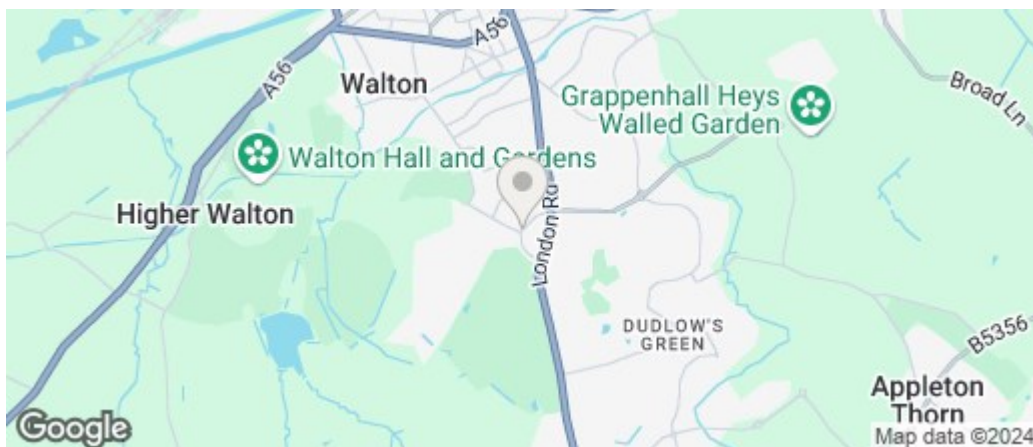 A56
A56
Walton
Grappenhall Heys
Walled Garden
Broad Ln
Walton Hall and Gardens
Higher Walton
London Rd
DUDLOW'S
GREEN
B5356
Appleton
Thorn
Google
Map data ©2024